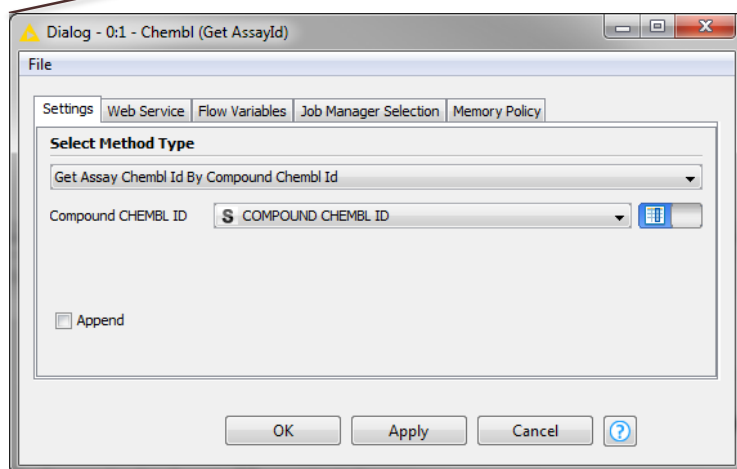 Dialog - 0:1 - Chembl (Get AssayId)
File
Settings Web Service Flow Variables Job Manager Selection Memory Policy
Select Method Type
Get Assay Chembl Id By Compound Chembl Id
Compound CHEMBL ID S COMPOUND CHEMBL ID
Append
OK Apply Cancel ?